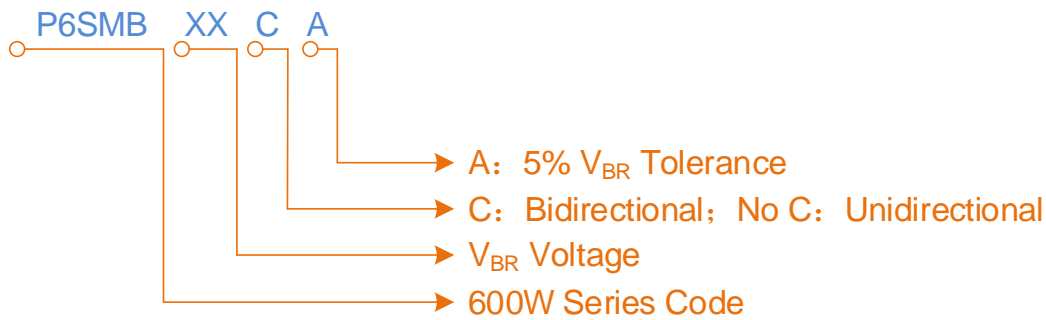 P6SMB XX C A
A：5% VBR Tolerance
C：Bidirectional；No C：Unidirectional
VBR Voltage
600W Series Code